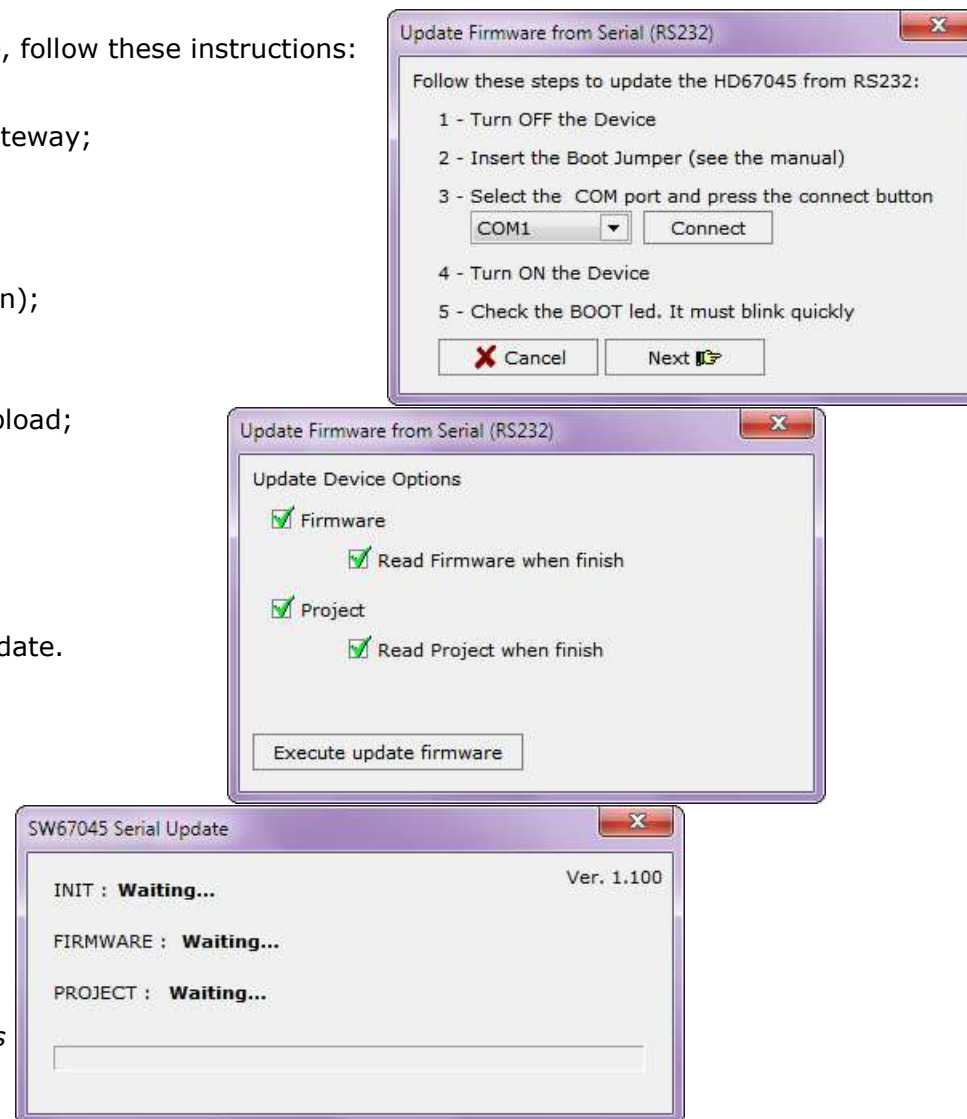 , follow these instructions:
teway;
n);
pload;
date.
s
Update Firmware from Serial (RS232)
Follow these steps to update the HD67045 from RS232:
1 - Turn OFF the Device
2 - Insert the Boot Jumper (see the manual)
3 - Select the COM port and press the connect button
COM1 Connect
4 - Turn ON the Device
5 - Check the BOOT led. It must blink quickly
Cancel Next
Update Firmware from Serial (RS232)
Update Device Options
Firmware
Read Firmware when finish
Project
Read Project when finish
Execute update firmware
SW67045 Serial Update
Ver. 1.100
INIT : Waiting...
FIRMWARE : Waiting...
PROJECT : Waiting...